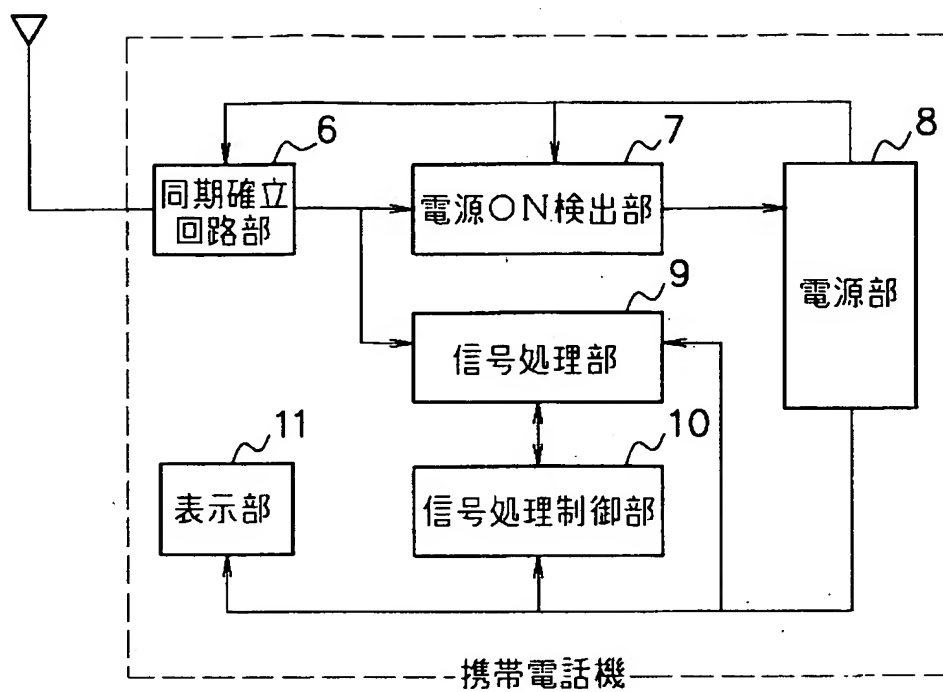 6
同期確立
回路部
7
電源ON検出部
8
電源部
9
信号処理部
10
信号処理制御部
11
表示部
携帯電話機